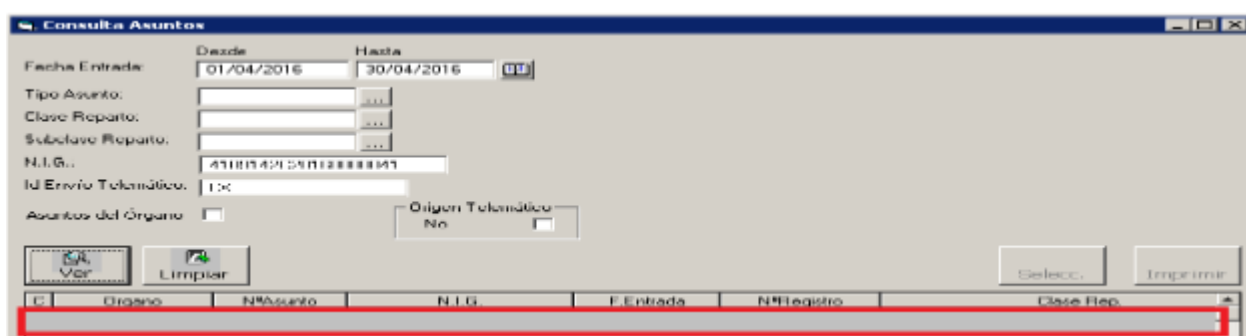 Consulta Asuntos
Desde Hasta
Fecha Entrada: 01/04/2016 30/04/2016
Tipo Asunto: ...
Clase Reparto: ...
Subclase Reparto: ...
N.I.G.:
Id Envío Telemático:
Asuntos del Órgano
Origen Telemático
No
Ver Limpiar Selecc. Imprimir
C Órgano NºAsunto N.I.G. F.Entrada NºRegistro Clase Rep.